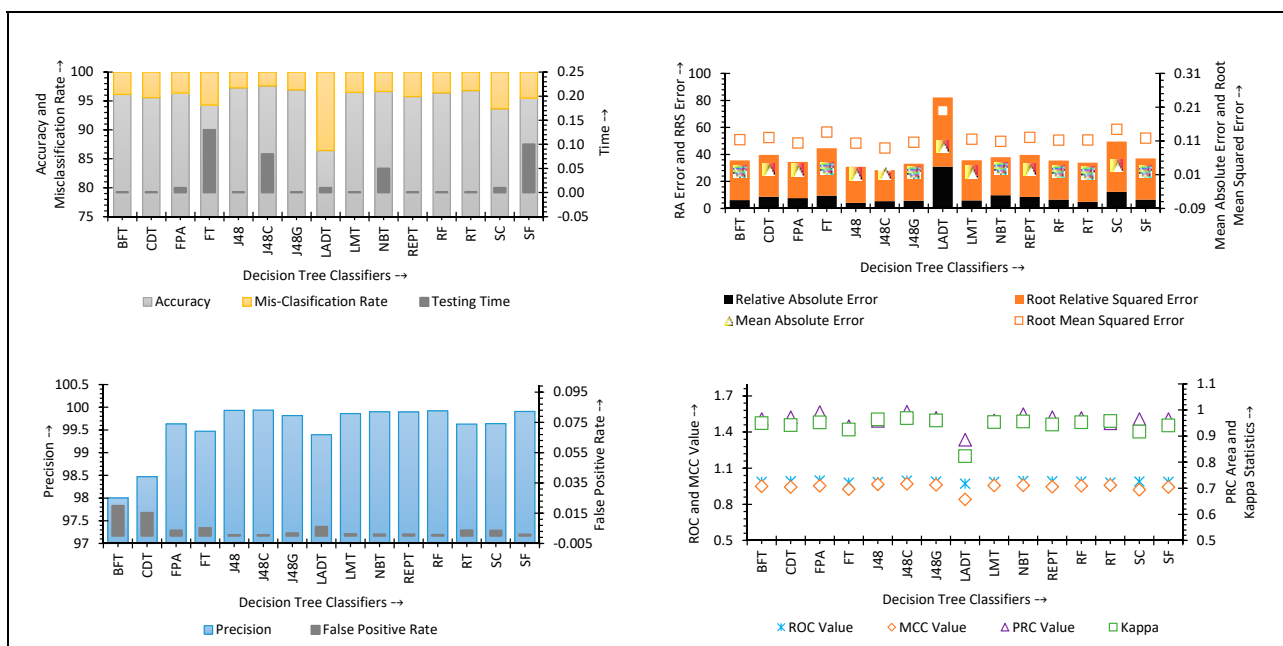 Accuracy and
Misclassification Rate →
100
95
90
85
80
75
0.25
0.20
0.15
0.10
0.05
0.00
-0.05
Time →
BFT CDT FPA FT J48 J48C J48G LADT LMT NBT REPT RF RT SC SF
Decision Tree Classifiers →
Accuracy Mis-Classification Rate Testing Time
RA Error and RRS Error →
100
80
60
40
20
0
0.31
0.21
0.11
0.01
-0.09
Mean Absolute Error and Root
Mean Squared Error →
BFT CDT FPA FT J48 J48C J48G LADT LMT NBT REPT RF RT SC SF
Decision Tree Classifiers →
Relative Absolute Error Root Relative Squared Error
Mean Absolute Error Root Mean Squared Error
Precision →
100.5
100
99.5
99
98.5
98
97.5
97
0.095
0.075
0.055
0.035
0.015
-0.005
False Positive Rate →
BFT CDT FPA FT J48 J48C J48G LADT LMT NBT REPT RF RT SC SF
Decision Tree Classifiers →
Precision False Positive Rate
ROC and MCC Value →
1.7
1.4
1.1
0.8
0.5
1.1
1
0.9
0.8
0.7
0.6
0.5
PRC Area and
Kappa Statistics →
BFT CDT FPA FT J48 J48C J48G LADT LMT NBT REPT RF RT SC SF
Decision Tree Classifiers →
ROC Value MCC Value PRC Value Kappa